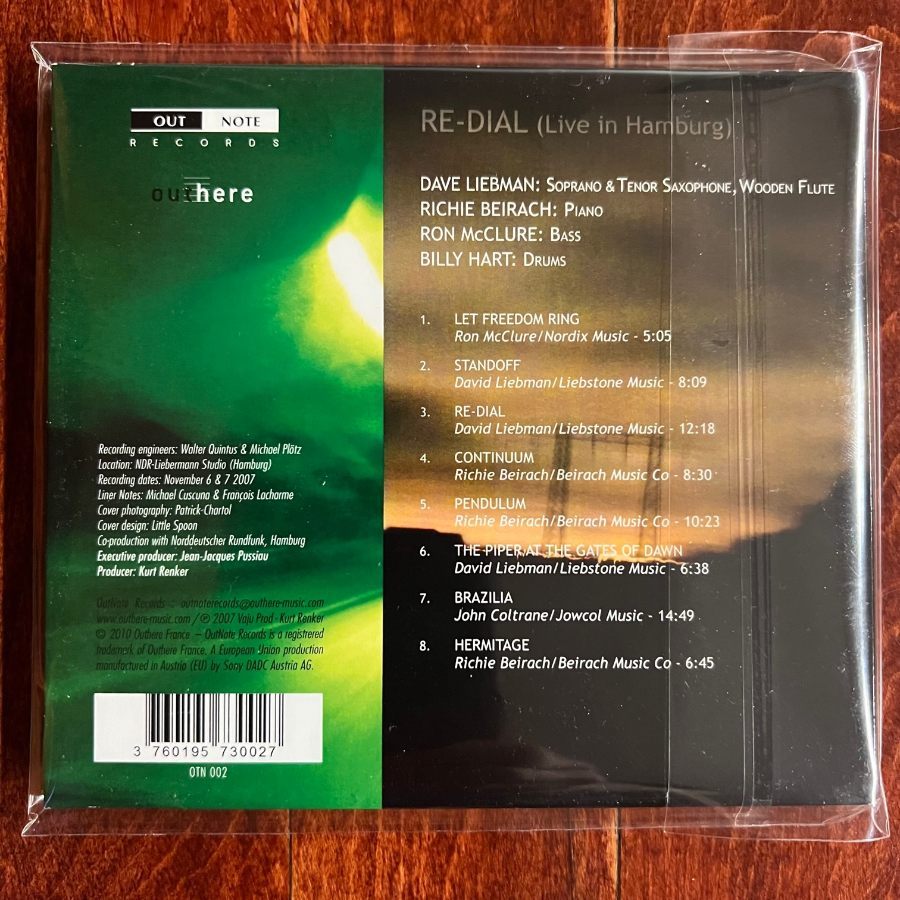 OUT NOTE
RECORDS
outhere
RE-DIAL (Live in Hamburg)
DAVE LIEBMAN: SOPRANO & TENOR SAXOPHONE, WOODEN FLUTE
RICHIE BEIRACH: PIANO
RON McCLURE: BASS
BILLY HART: DRUMS
1. LET FREEDOM RING
Ron McClure/Nordix Music - 5:05
2. STANDOFF
David Liebman/Liebstone Music - 8:09
3. RE-DIAL
David Liebman/Liebstone Music - 12:18
4. CONTINUUM
Richie Beirach/Beirach Music Co - 8:30
5. PENDULUM
Richie Beirach/Beirach Music Co - 10:23
6. THE PIPER AT THE GATES OF DAWN
David Liebman/Liebstone Music - 6:38
7. BRAZILIA
John Coltrane/Jowcol Music - 14:49
8. HERMITAGE
Richie Beirach/Beirach Music Co - 6:45
Recording engineers: Walter Quintus & Michael Plötz
Location: NDR-Liebermann Studio (Hamburg)
Recording dates: November 6 & 7 2007
Liner Notes: Michael Cuscuna & François Lacharme
Cover photography: Patrick-Chartol
Cover design: Little Spoon
Co-production with Norddeutscher Rundfunk, Hamburg
Executive producer: Jean-Jacques Pussiau
Producer: Kurt Renker
OutNote Records - outnoterecords@outhere-music.com
www.outhere-music.com / ℗ 2007 Vaju Prod - Kurt Renker
© 2010 Outhere France – OutNote Records is a registrered
trademark of Outhere France. A European Union production
manufactured in Austria (EU) by Sony DADC Austria AG.
3 760195 730027
OTN 002